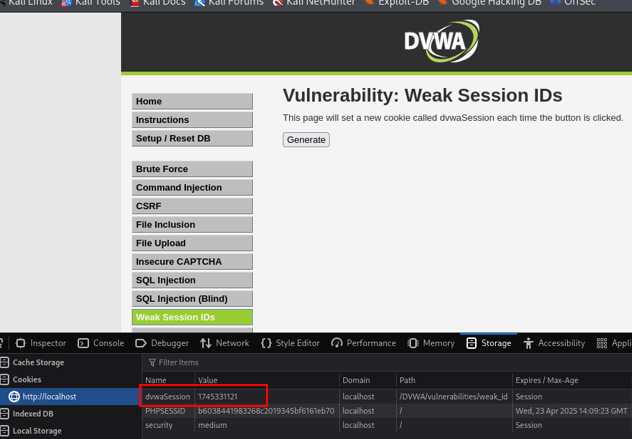 Kali Linux Kali Tools Kali Docs Kali Forums Kali NetHunter Exploit-DB Google Hacking DB OffSec
DVWA
Home
Instructions
Setup / Reset DB
Brute Force
Command Injection
CSRF
File Inclusion
File Upload
Insecure CAPTCHA
SQL Injection
SQL Injection (Blind)
Weak Session IDs
Vulnerability: Weak Session IDs
This page will set a new cookie called dvwaSession each time the button is clicked.
Generate
Inspector Console Debugger Network Style Editor Performance Memory Storage Accessibility Appli
Cache Storage
Cookies
http://localhost
Indexed DB
Local Storage
Filter Items
Name Value Domain Path Expires / Max-Age
dvwaSession 1745331121 localhost /DVWA/vulnerabilities/weak_id Session
PHPSESSID b6038441983268c2019345bf6161eb70 localhost / Wed, 23 Apr 2025 14:09:23 GMT
security medium localhost / Session